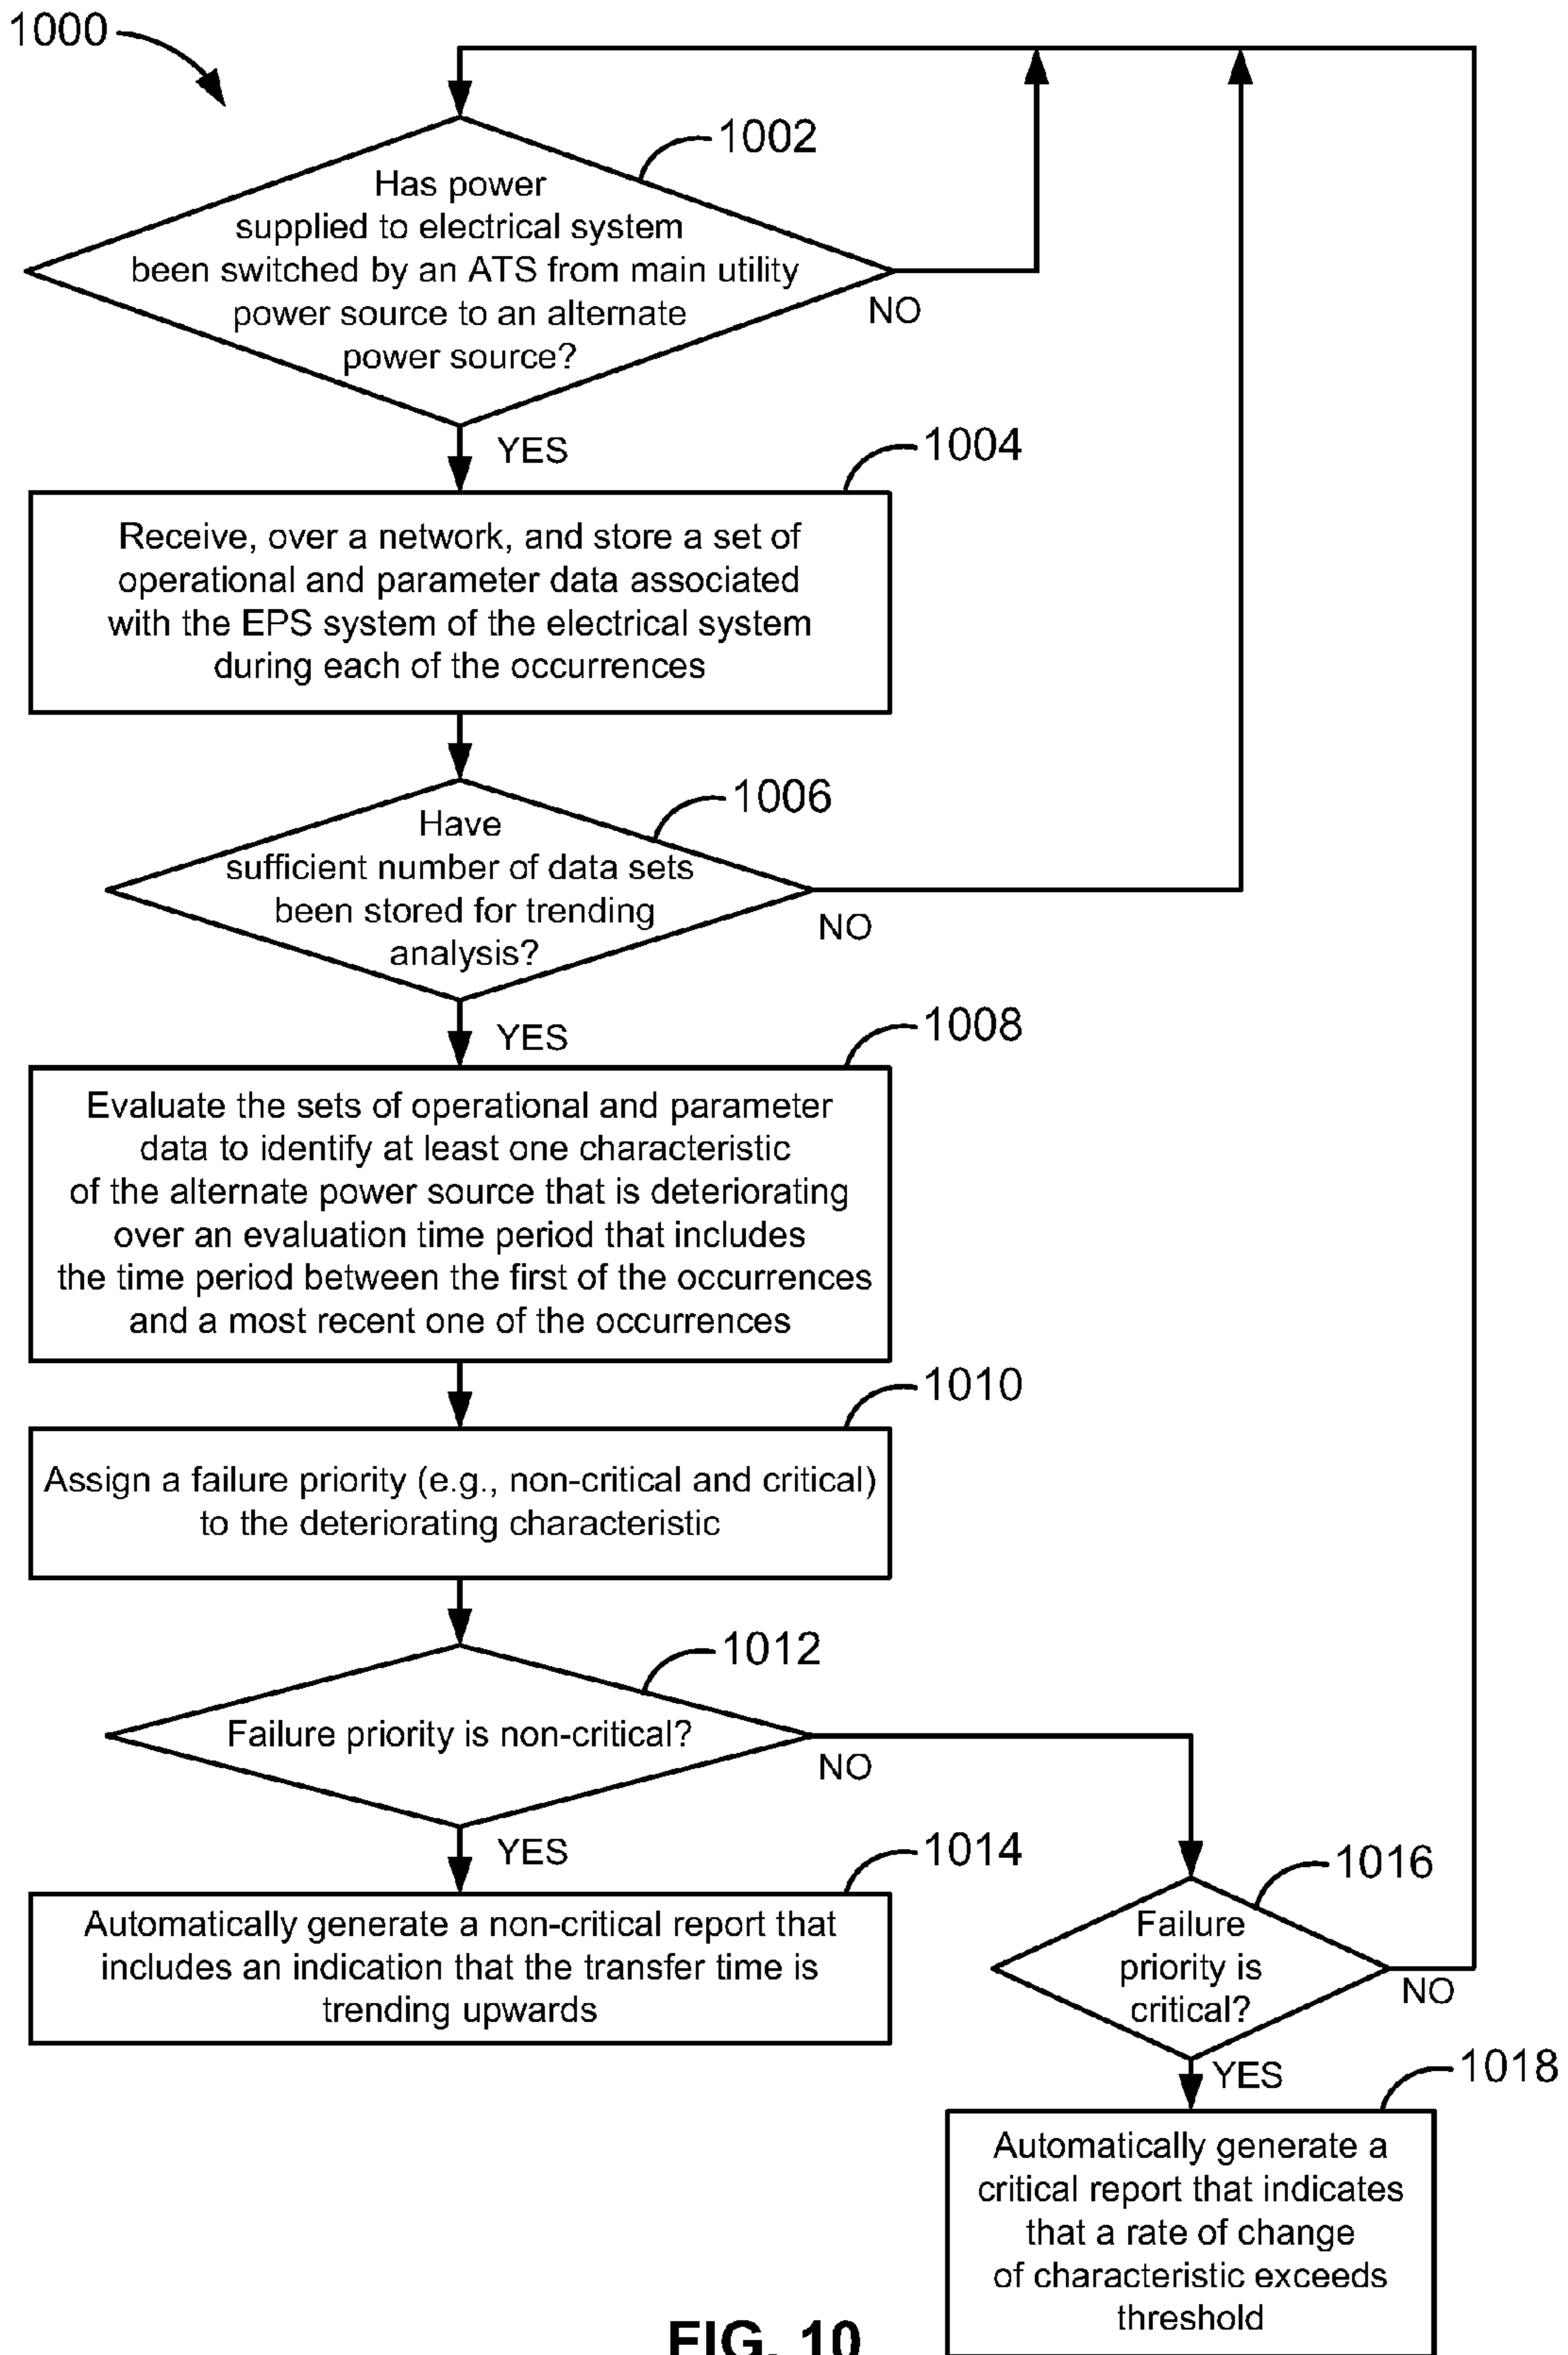 1000
1002
Has power
supplied to electrical system
been switched by an ATS from main utility
power source to an alternate
power source?
NO
YES
1004
Receive, over a network, and store a set of
operational and parameter data associated
with the EPS system of the electrical system
during each of the occurrences
1006
Have
sufficient number of data sets
been stored for trending
analysis?
NO
YES
1008
Evaluate the sets of operational and parameter
data to identify at least one characteristic
of the alternate power source that is deteriorating
over an evaluation time period that includes
the time period between the first of the occurrences
and a most recent one of the occurrences
1010
Assign a failure priority (e.g., non-critical and critical)
to the deteriorating characteristic
1012
Failure priority is non-critical?
NO
YES
1014
Automatically generate a non-critical report that
includes an indication that the transfer time is
trending upwards
1016
Failure
priority is
critical?
NO
YES
1018
Automatically generate a
critical report that indicates
that a rate of change
of characteristic exceeds
threshold
FIG. 10